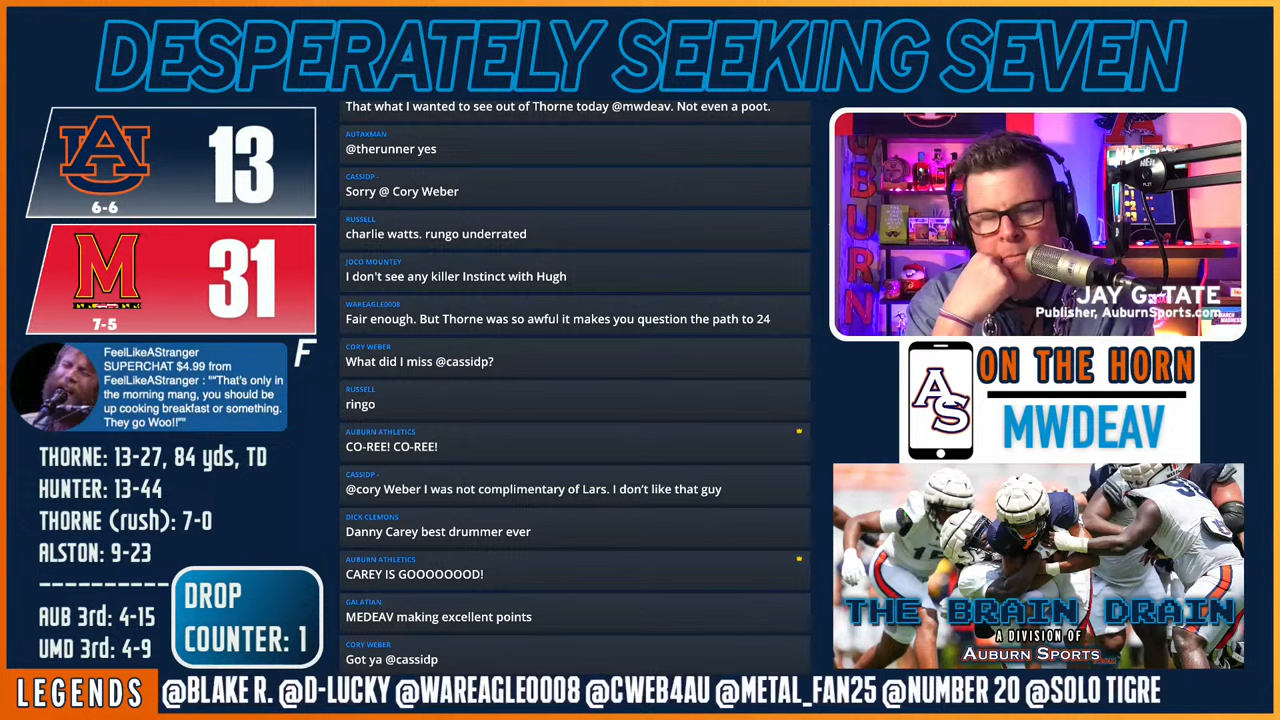 DESPERATELY SEEKING SEVEN
AU
13
6-6
M
31
7-5
F
FeelLikeAStranger
SUPERCHAT $4.99 from
FeelLikeAStranger : ""That's only in
the morning mang, you should be
up cooking breakfast or something.
They go Woo!!""
THORNE: 13-27, 84 yds, TD
HUNTER: 13-44
THORNE (rush): 7-0
ALSTON: 9-23
----------
AUB 3rd: 4-15
UMD 3rd: 4-9
DROP
COUNTER: 1
That what I wanted to see out of Thorne today @mwdeav. Not even a poot.
AUTAXMAN
@therunner yes
CASSIDP -
Sorry @ Cory Weber
RUSSELL
charlie watts. rungo underrated
JOCO MOUNTEY
I don't see any killer Instinct with Hugh
WAREAGLE0008
Fair enough. But Thorne was so awful it makes you question the path to 24
CORY WEBER
What did I miss @cassidp?
RUSSELL
ringo
AUBURN ATHLETICS
CO-REE! CO-REE!
CASSIDP -
@cory Weber I was not complimentary of Lars. I don't like that guy
DICK CLEMONS
Danny Carey best drummer ever
AUBURN ATHLETICS
CAREY IS GOOOOOOOD!
GALATIAN
MEDEAV making excellent points
CORY WEBER
Got ya @cassidp
JAY G. TATE
Publisher, AuburnSports.com
AS
ON THE HORN
MWDEAV
THE BRAIN DRAIN
A DIVISION OF
AUBURN SPORTS
LEGENDS @BLAKE R. @D-LUCKY @WAREAGLE0008 @CWEB4AU @METAL_FAN25 @NUMBER 20 @SOLO TIGRE